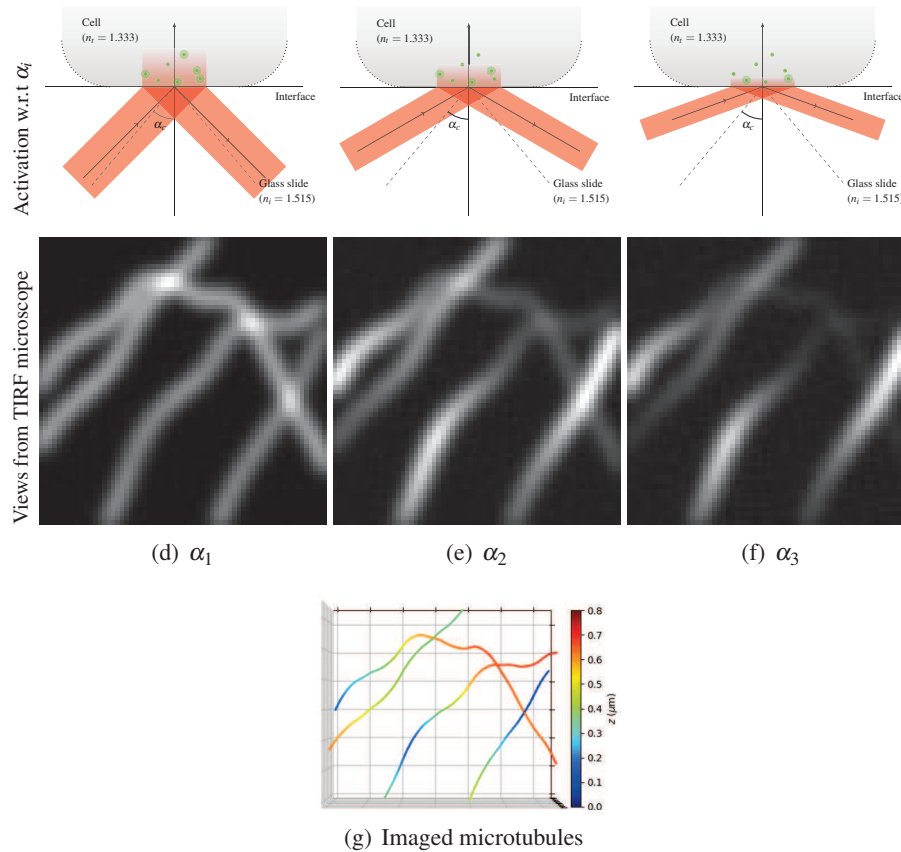 Activation w.r.t α_i
Cell
(n_t = 1.333)
Interface
α_c
Glass slide
(n_i = 1.515)
Cell
(n_t = 1.333)
Interface
α_c
Glass slide
(n_i = 1.515)
Cell
(n_t = 1.333)
Interface
α_c
Glass slide
(n_i = 1.515)
Views from TIRF microscope
(d) α_1
(e) α_2
(f) α_3
0.8
0.7
0.6
0.5
0.4
0.3
0.2
0.1
0.0
z (μm)
(g) Imaged microtubules